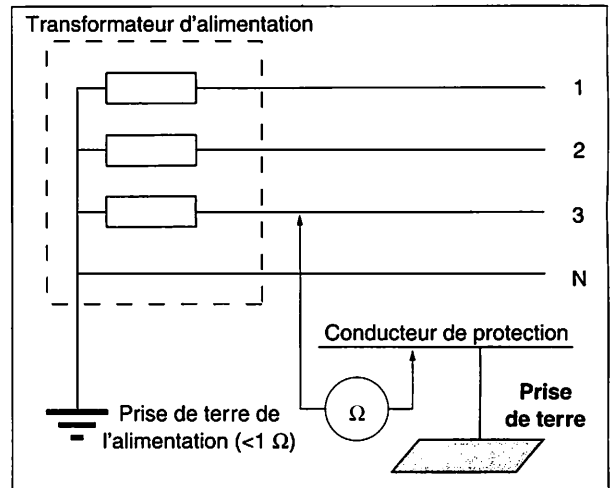 Transformateur d'alimentation
1
2
3
N
Conducteur de protection
Ω
Prise de terre de
l'alimentation (<1 Ω)
Prise
de terre